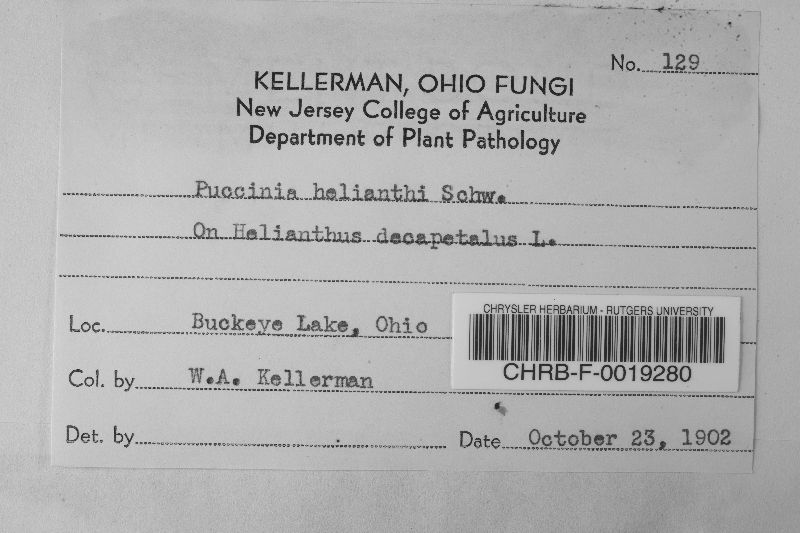 No. 129
KELLERMAN, OHIO FUNGI
New Jersey College of Agriculture
Department of Plant Pathology
Puccinia helianthi Schw.
On Helianthus decapetalus L.
Loc. Buckeye Lake, Ohio
CHRYSLER HERBARIUM - RUTGERS UNIVERSITY
CHRB-F-0019280
Col. by W.A. Kellerman
Det. by
Date October 23, 1902